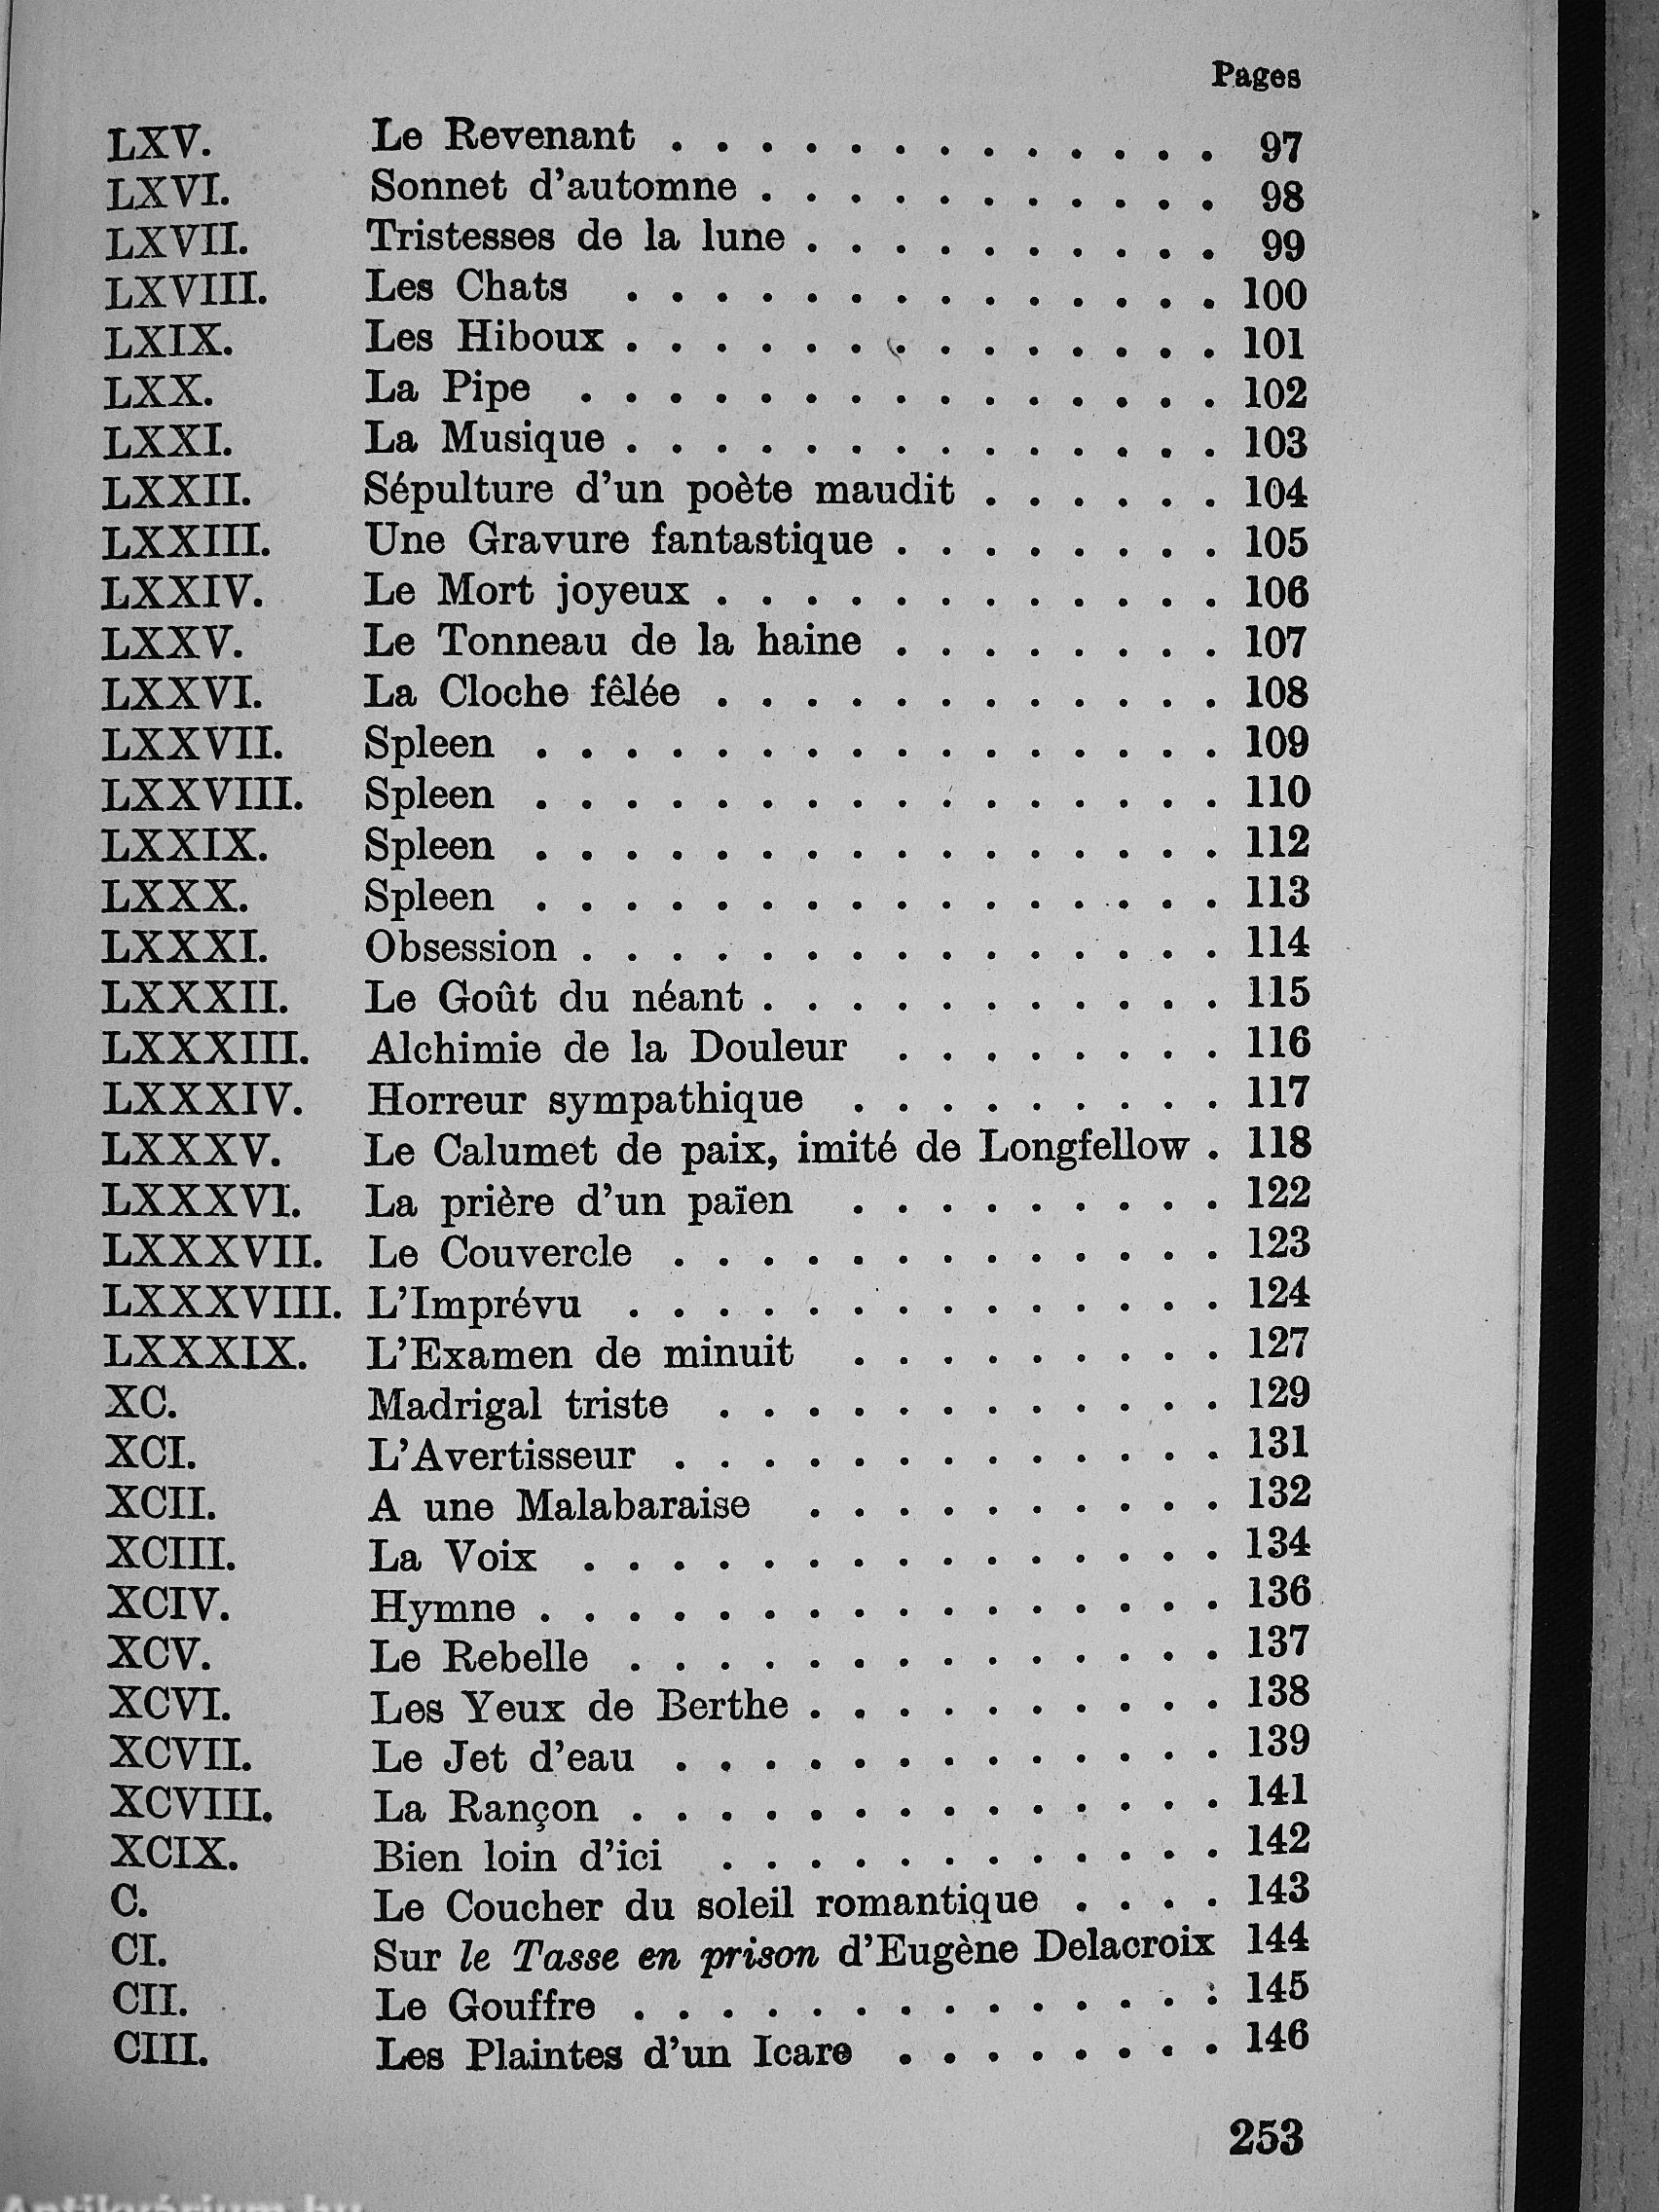 Pages
LXV. Le Revenant . . . . . . . . . . . . . 97
LXVI. Sonnet d'automne . . . . . . . . . . . 98
LXVII. Tristesses de la lune . . . . . . . . . . 99
LXVIII. Les Chats . . . . . . . . . . . . . . 100
LXIX. Les Hiboux . . . . . . . . . . . . . . 101
LXX. La Pipe . . . . . . . . . . . . . . . 102
LXXI. La Musique . . . . . . . . . . . . . . 103
LXXII. Sépulture d'un poète maudit . . . . . . 104
LXXIII. Une Gravure fantastique . . . . . . . . 105
LXXIV. Le Mort joyeux . . . . . . . . . . . . 106
LXXV. Le Tonneau de la haine . . . . . . . . 107
LXXVI. La Cloche fêlée . . . . . . . . . . . . 108
LXXVII. Spleen . . . . . . . . . . . . . . . . 109
LXXVIII. Spleen . . . . . . . . . . . . . . . . 110
LXXIX. Spleen . . . . . . . . . . . . . . . . 112
LXXX. Spleen . . . . . . . . . . . . . . . . 113
LXXXI. Obsession . . . . . . . . . . . . . . . 114
LXXXII. Le Goût du néant . . . . . . . . . . . 115
LXXXIII. Alchimie de la Douleur . . . . . . . . 116
LXXXIV. Horreur sympathique . . . . . . . . . 117
LXXXV. Le Calumet de paix, imité de Longfellow . 118
LXXXVI. La prière d'un païen . . . . . . . . . 122
LXXXVII. Le Couvercle . . . . . . . . . . . . . 123
LXXXVIII. L'Imprévu . . . . . . . . . . . . . . 124
LXXXIX. L'Examen de minuit . . . . . . . . . 127
XC. Madrigal triste . . . . . . . . . . . . 129
XCI. L'Avertisseur . . . . . . . . . . . . . 131
XCII. A une Malabaraise . . . . . . . . . . 132
XCIII. La Voix . . . . . . . . . . . . . . . 134
XCIV. Hymne . . . . . . . . . . . . . . . . 136
XCV. Le Rebelle . . . . . . . . . . . . . . 137
XCVI. Les Yeux de Berthe . . . . . . . . . . 138
XCVII. Le Jet d'eau . . . . . . . . . . . . . 139
XCVIII. La Rançon . . . . . . . . . . . . . . 141
XCIX. Bien loin d'ici . . . . . . . . . . . . 142
C. Le Coucher du soleil romantique . . . . 143
CI. Sur le Tasse en prison d'Eugène Delacroix 144
CII. Le Gouffre . . . . . . . . . . . . . : 145
CIII. Les Plaintes d'un Icare . . . . . . . . 146
253
Antikvárium.hu